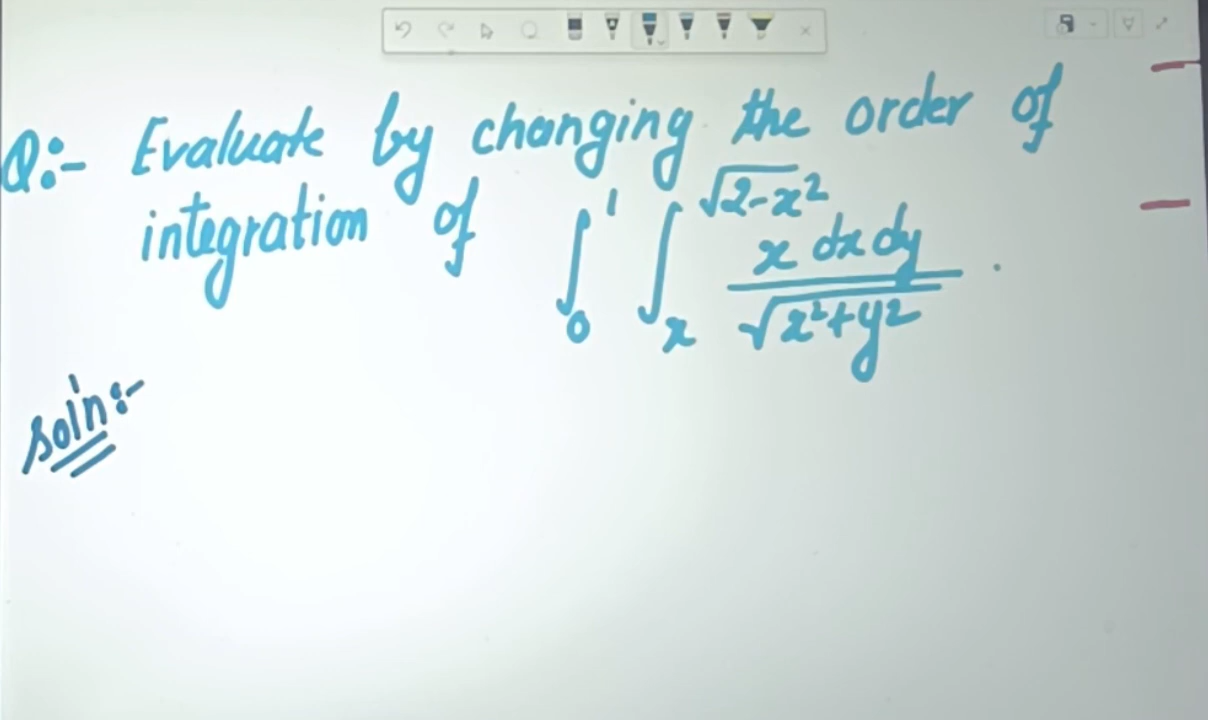 Q:- Evaluate by changing the order of
integration of ∫₀¹ ∫ₓ^√(2-x²) x dx dy / √(x²+y²) .
Soln:-